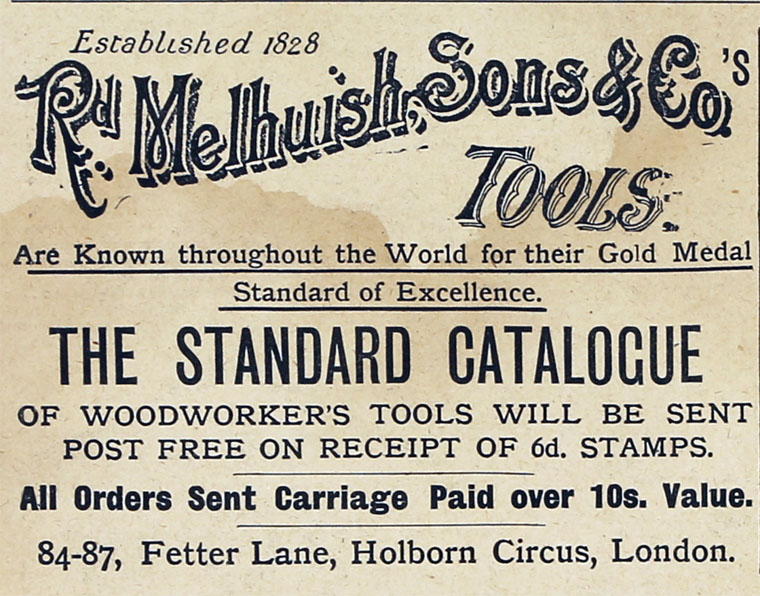 Established 1828
Rd Melhuish, Sons & Co.'s
TOOLS.
Are Known throughout the World for their Gold Medal
Standard of Excellence.
THE STANDARD CATALOGUE
OF WOODWORKER'S TOOLS WILL BE SENT
POST FREE ON RECEIPT OF 6d. STAMPS.
All Orders Sent Carriage Paid over 10s. Value.
84-87, Fetter Lane, Holborn Circus, London.